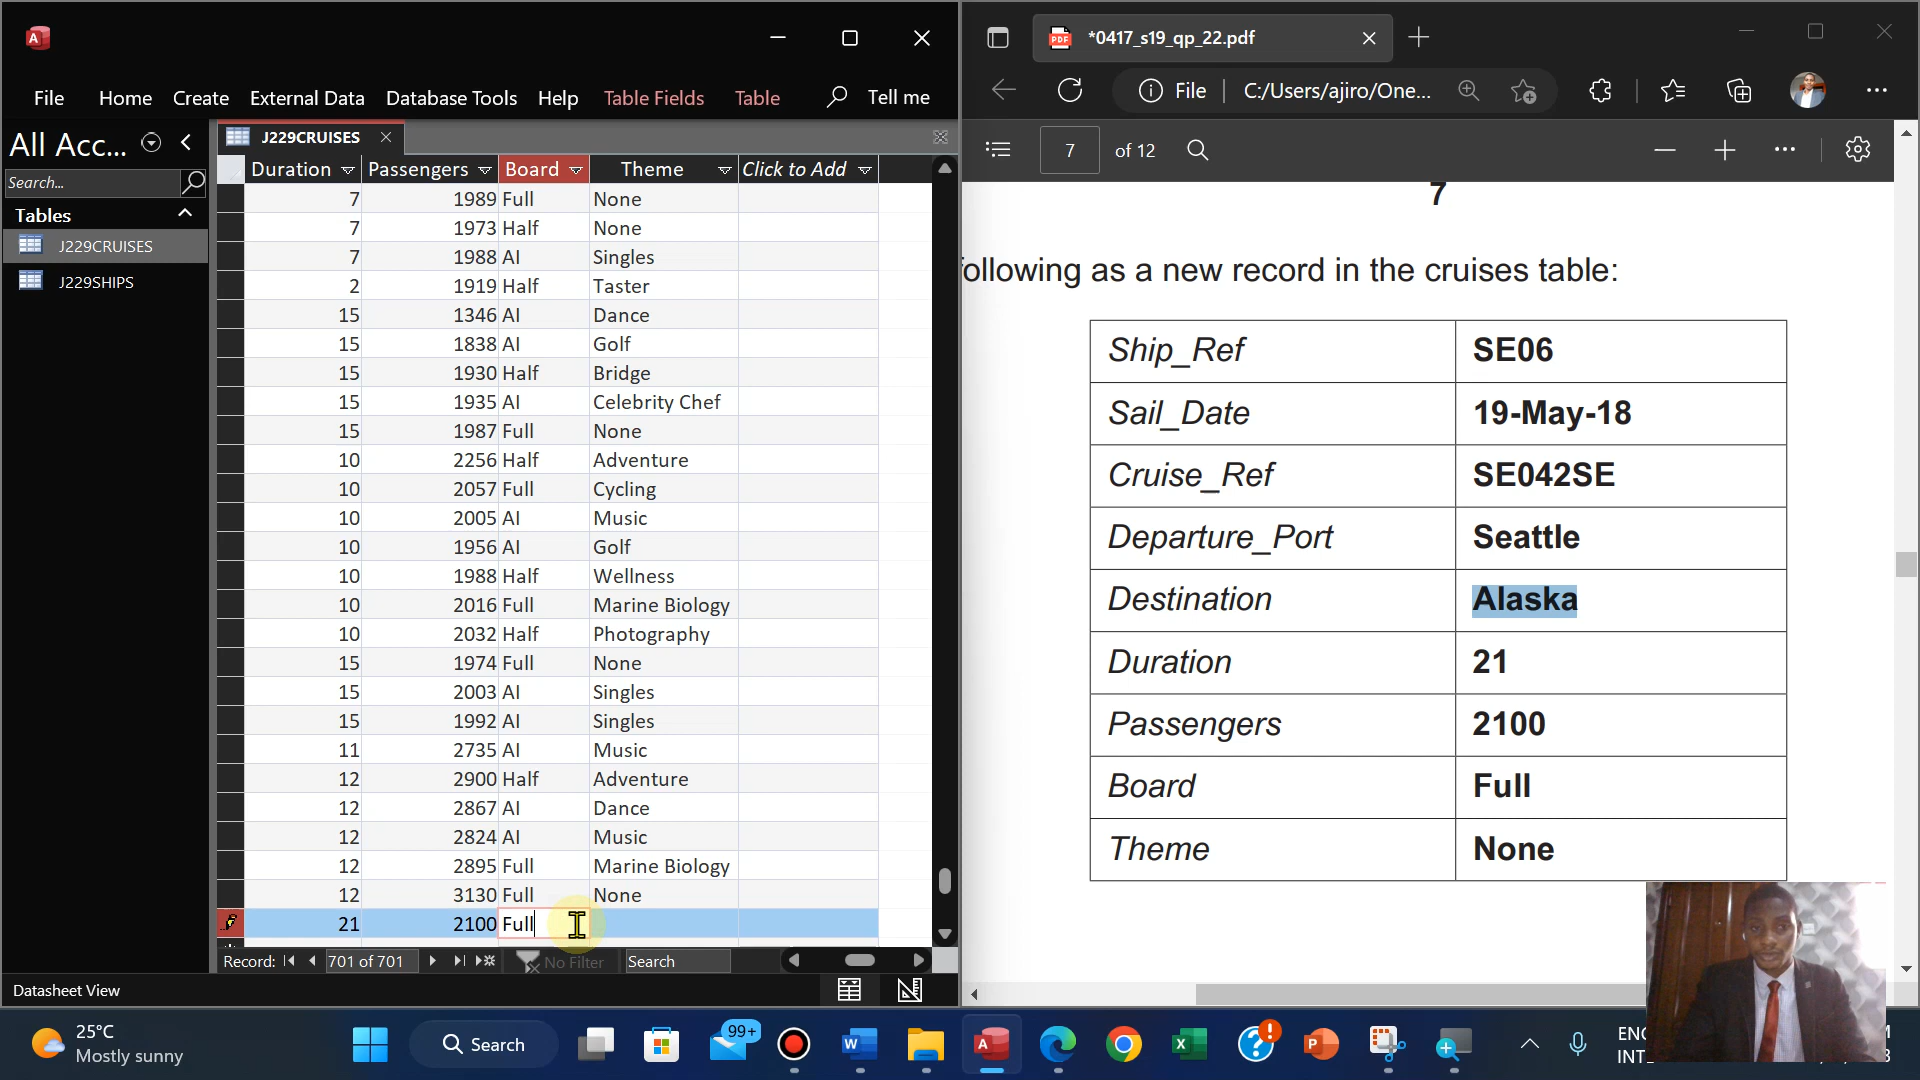 File Home Create External Data Database Tools Help Table Fields Table Tell me
All Acc...
Search...
Tables
J229CRUISES
J229SHIPS
J229CRUISES
Duration Passengers Board Theme Click to Add
7 1989 Full None
7 1973 Half None
7 1988 AI Singles
2 1919 Half Taster
15 1346 AI Dance
15 1838 AI Golf
15 1930 Half Bridge
15 1935 AI Celebrity Chef
15 1987 Full None
10 2256 Half Adventure
10 2057 Full Cycling
10 2005 AI Music
10 1956 AI Golf
10 1988 Half Wellness
10 2016 Full Marine Biology
10 2032 Half Photography
15 1974 Full None
15 2003 AI Singles
15 1992 AI Singles
11 2735 AI Music
12 2900 Half Adventure
12 2867 AI Dance
12 2824 AI Music
12 2895 Full Marine Biology
12 3130 Full None
21 2100 Full
Record: 701 of 701 No Filter Search
Datasheet View
*0417_s19_qp_22.pdf
File C:/Users/ajiro/One...
7 of 12
7
ollowing as a new record in the cruises table:
Ship_Ref SE06
Sail_Date 19-May-18
Cruise_Ref SE042SE
Departure_Port Seattle
Destination Alaska
Duration 21
Passengers 2100
Board Full
Theme None
25°C
Mostly sunny
Search
99+